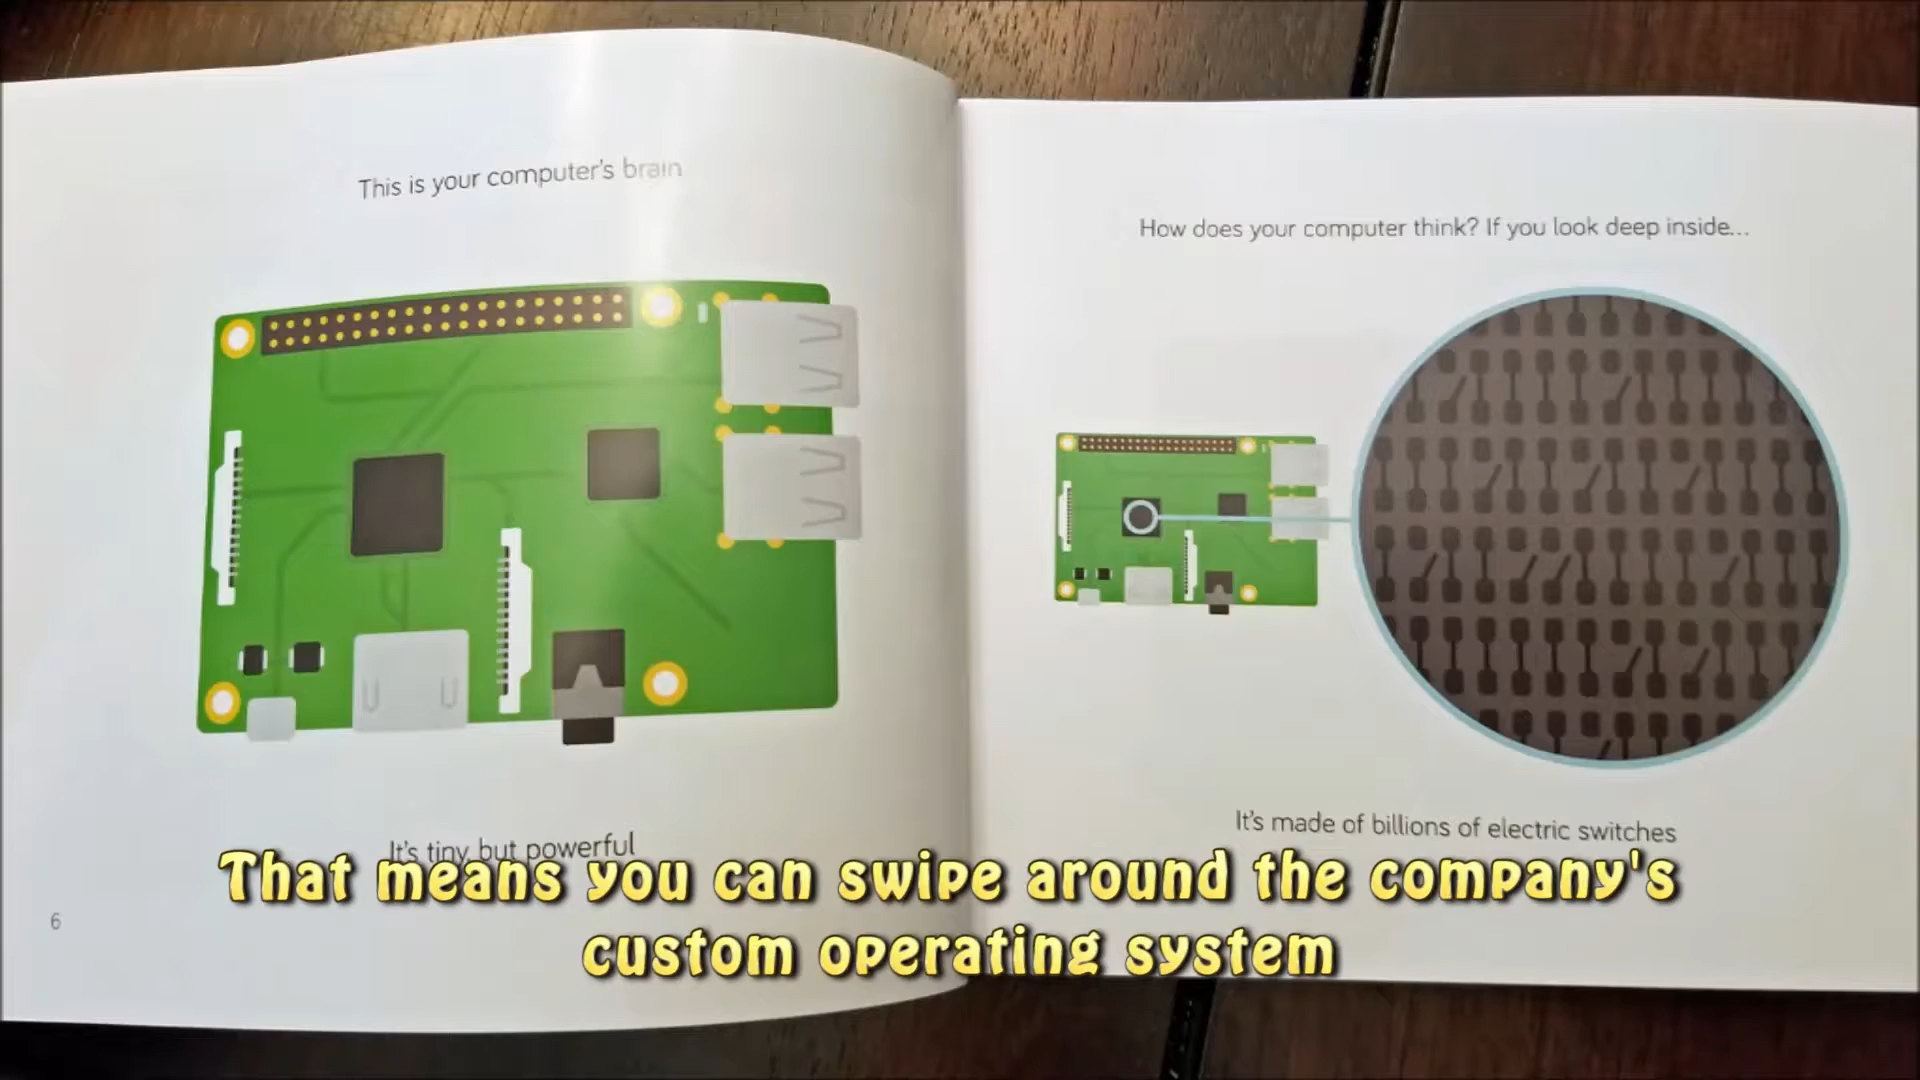 This is your computer's brain
It's tiny but powerful
6
How does your computer think? If you look deep inside...
It's made of billions of electric switches
That means you can swipe around the company's
custom operating system